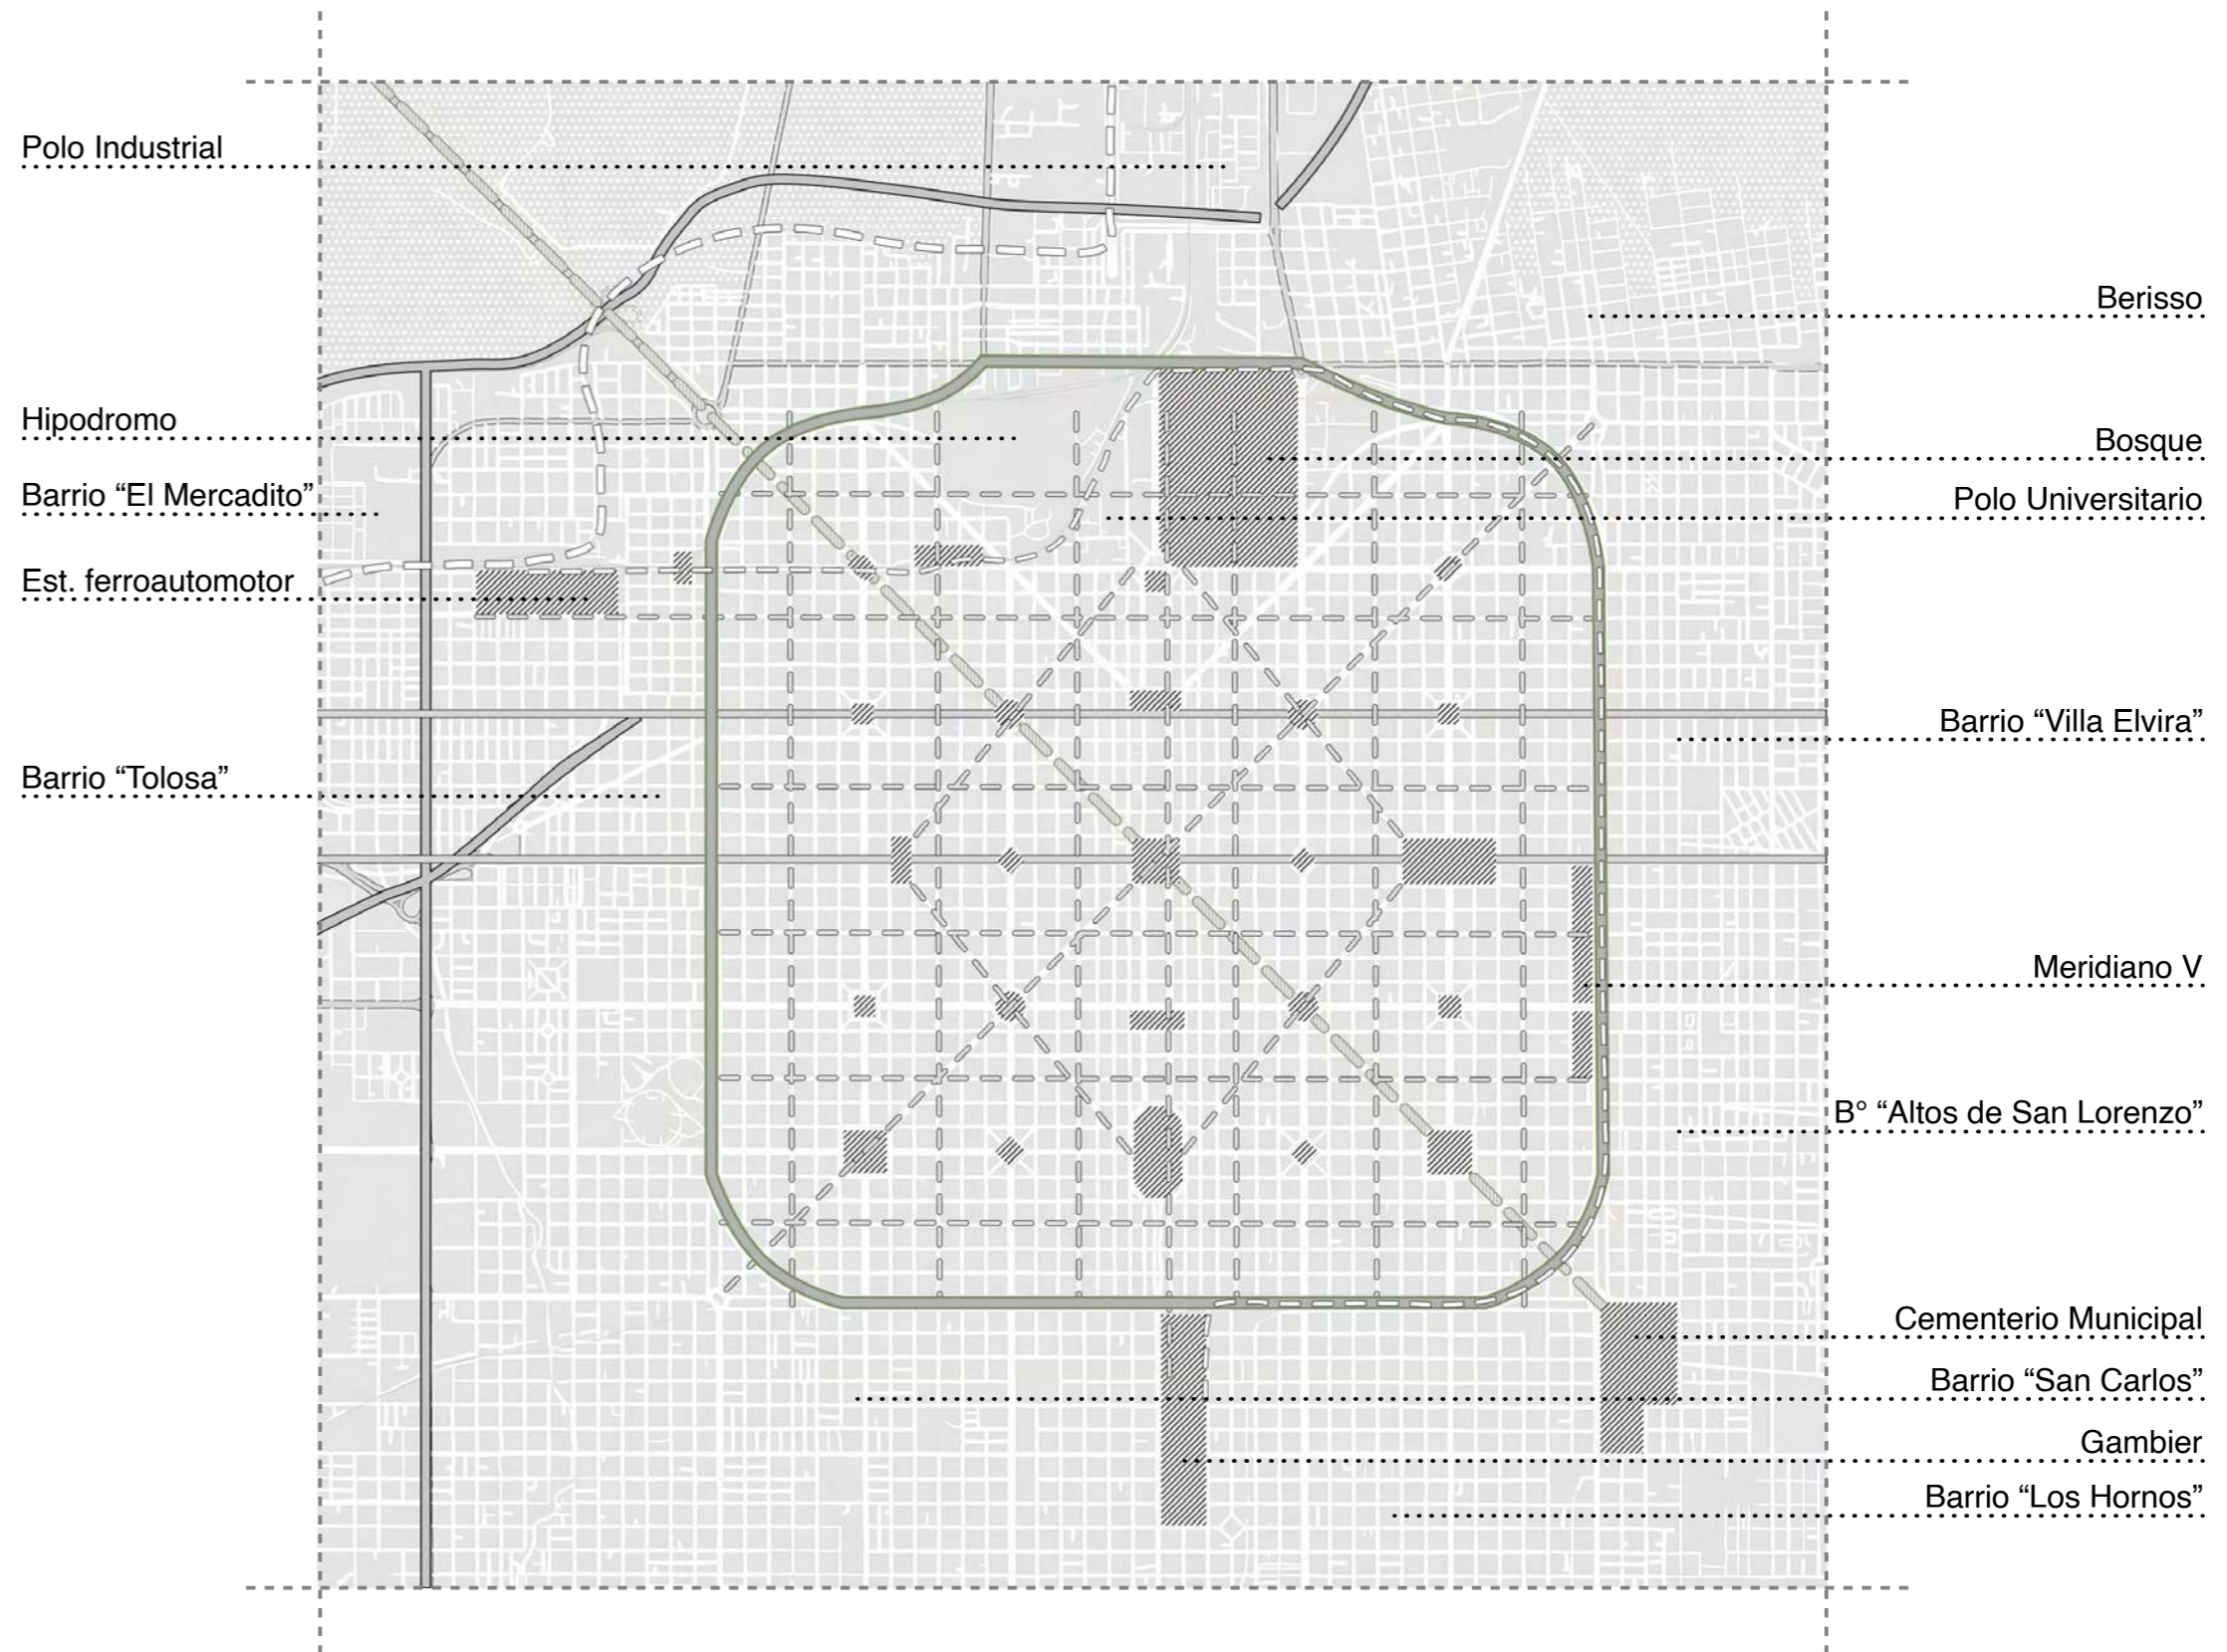 Polo Industrial
Hipodromo
Barrio “El Mercadito”
Est. ferroautomotor
Barrio “Tolosa”
Berisso
Bosque
Polo Universitario
Barrio “Villa Elvira”
Meridiano V
B° “Altos de San Lorenzo”
Cementerio Municipal
Barrio “San Carlos”
Gambier
Barrio “Los Hornos”